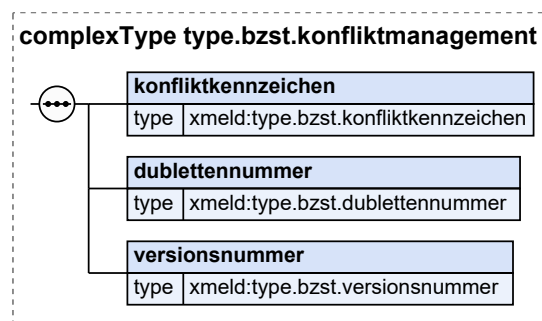 complexType type.bzst.konfliktmanagement
konfliktkennzeichen
type xmeld:type.bzst.konfliktkennzeichen
dublettennummer
type xmeld:type.bzst.dublettennummer
versionsnummer
type xmeld:type.bzst.versionsnummer